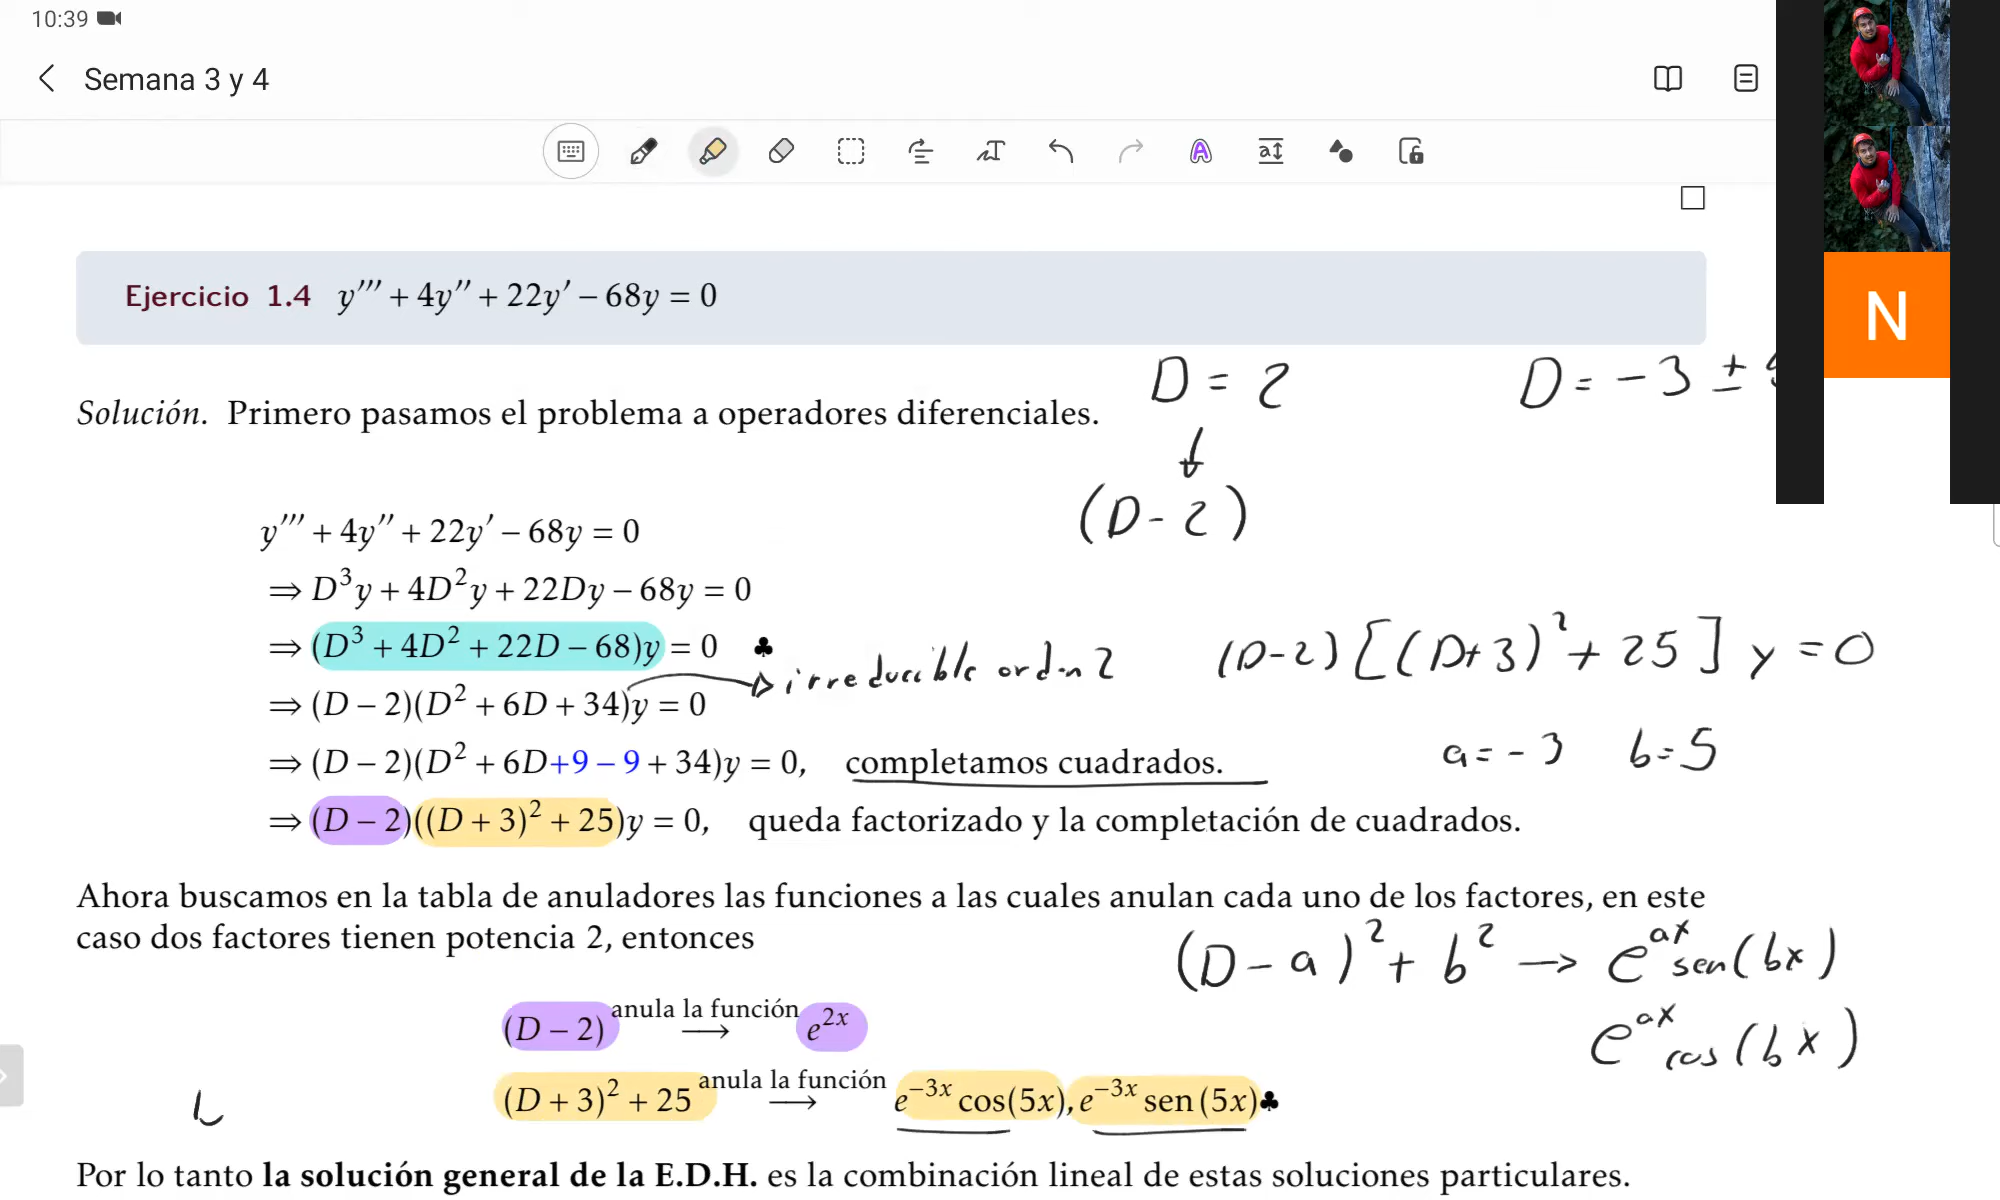 10:39
Semana 3 y 4
N
Ejercicio 1.4 y′′′ + 4y′′ + 22y′ − 68y = 0
D = 2
D = −3 ±
Solución. Primero pasamos el problema a operadores diferenciales.
(D − 2)
y′′′ + 4y′′ + 22y′ − 68y = 0
⇒ D³y + 4D²y + 22Dy − 68y = 0
⇒ (D³ + 4D² + 22D − 68)y = 0 ♣
irreducible orden 2
(D−2)[(D+3)² + 25] y = 0
⇒ (D − 2)(D² + 6D + 34)y = 0
⇒ (D − 2)(D² + 6D+9 − 9 + 34)y = 0, completamos cuadrados.
a = −3 b = 5
⇒ (D − 2)((D + 3)² + 25)y = 0, queda factorizado y la completación de cuadrados.
Ahora buscamos en la tabla de anuladores las funciones a las cuales anulan cada uno de los factores, en este
caso dos factores tienen potencia 2, entonces
(D − a)² + b² → e^{ax} sen(bx)
e^{ax} cos(bx)
(D − 2) anula la función ⟶ e^{2x}
(D + 3)² + 25 anula la función ⟶ e^{−3x} cos(5x), e^{−3x} sen(5x)♣
Por lo tanto la solución general de la E.D.H. es la combinación lineal de estas soluciones particulares.